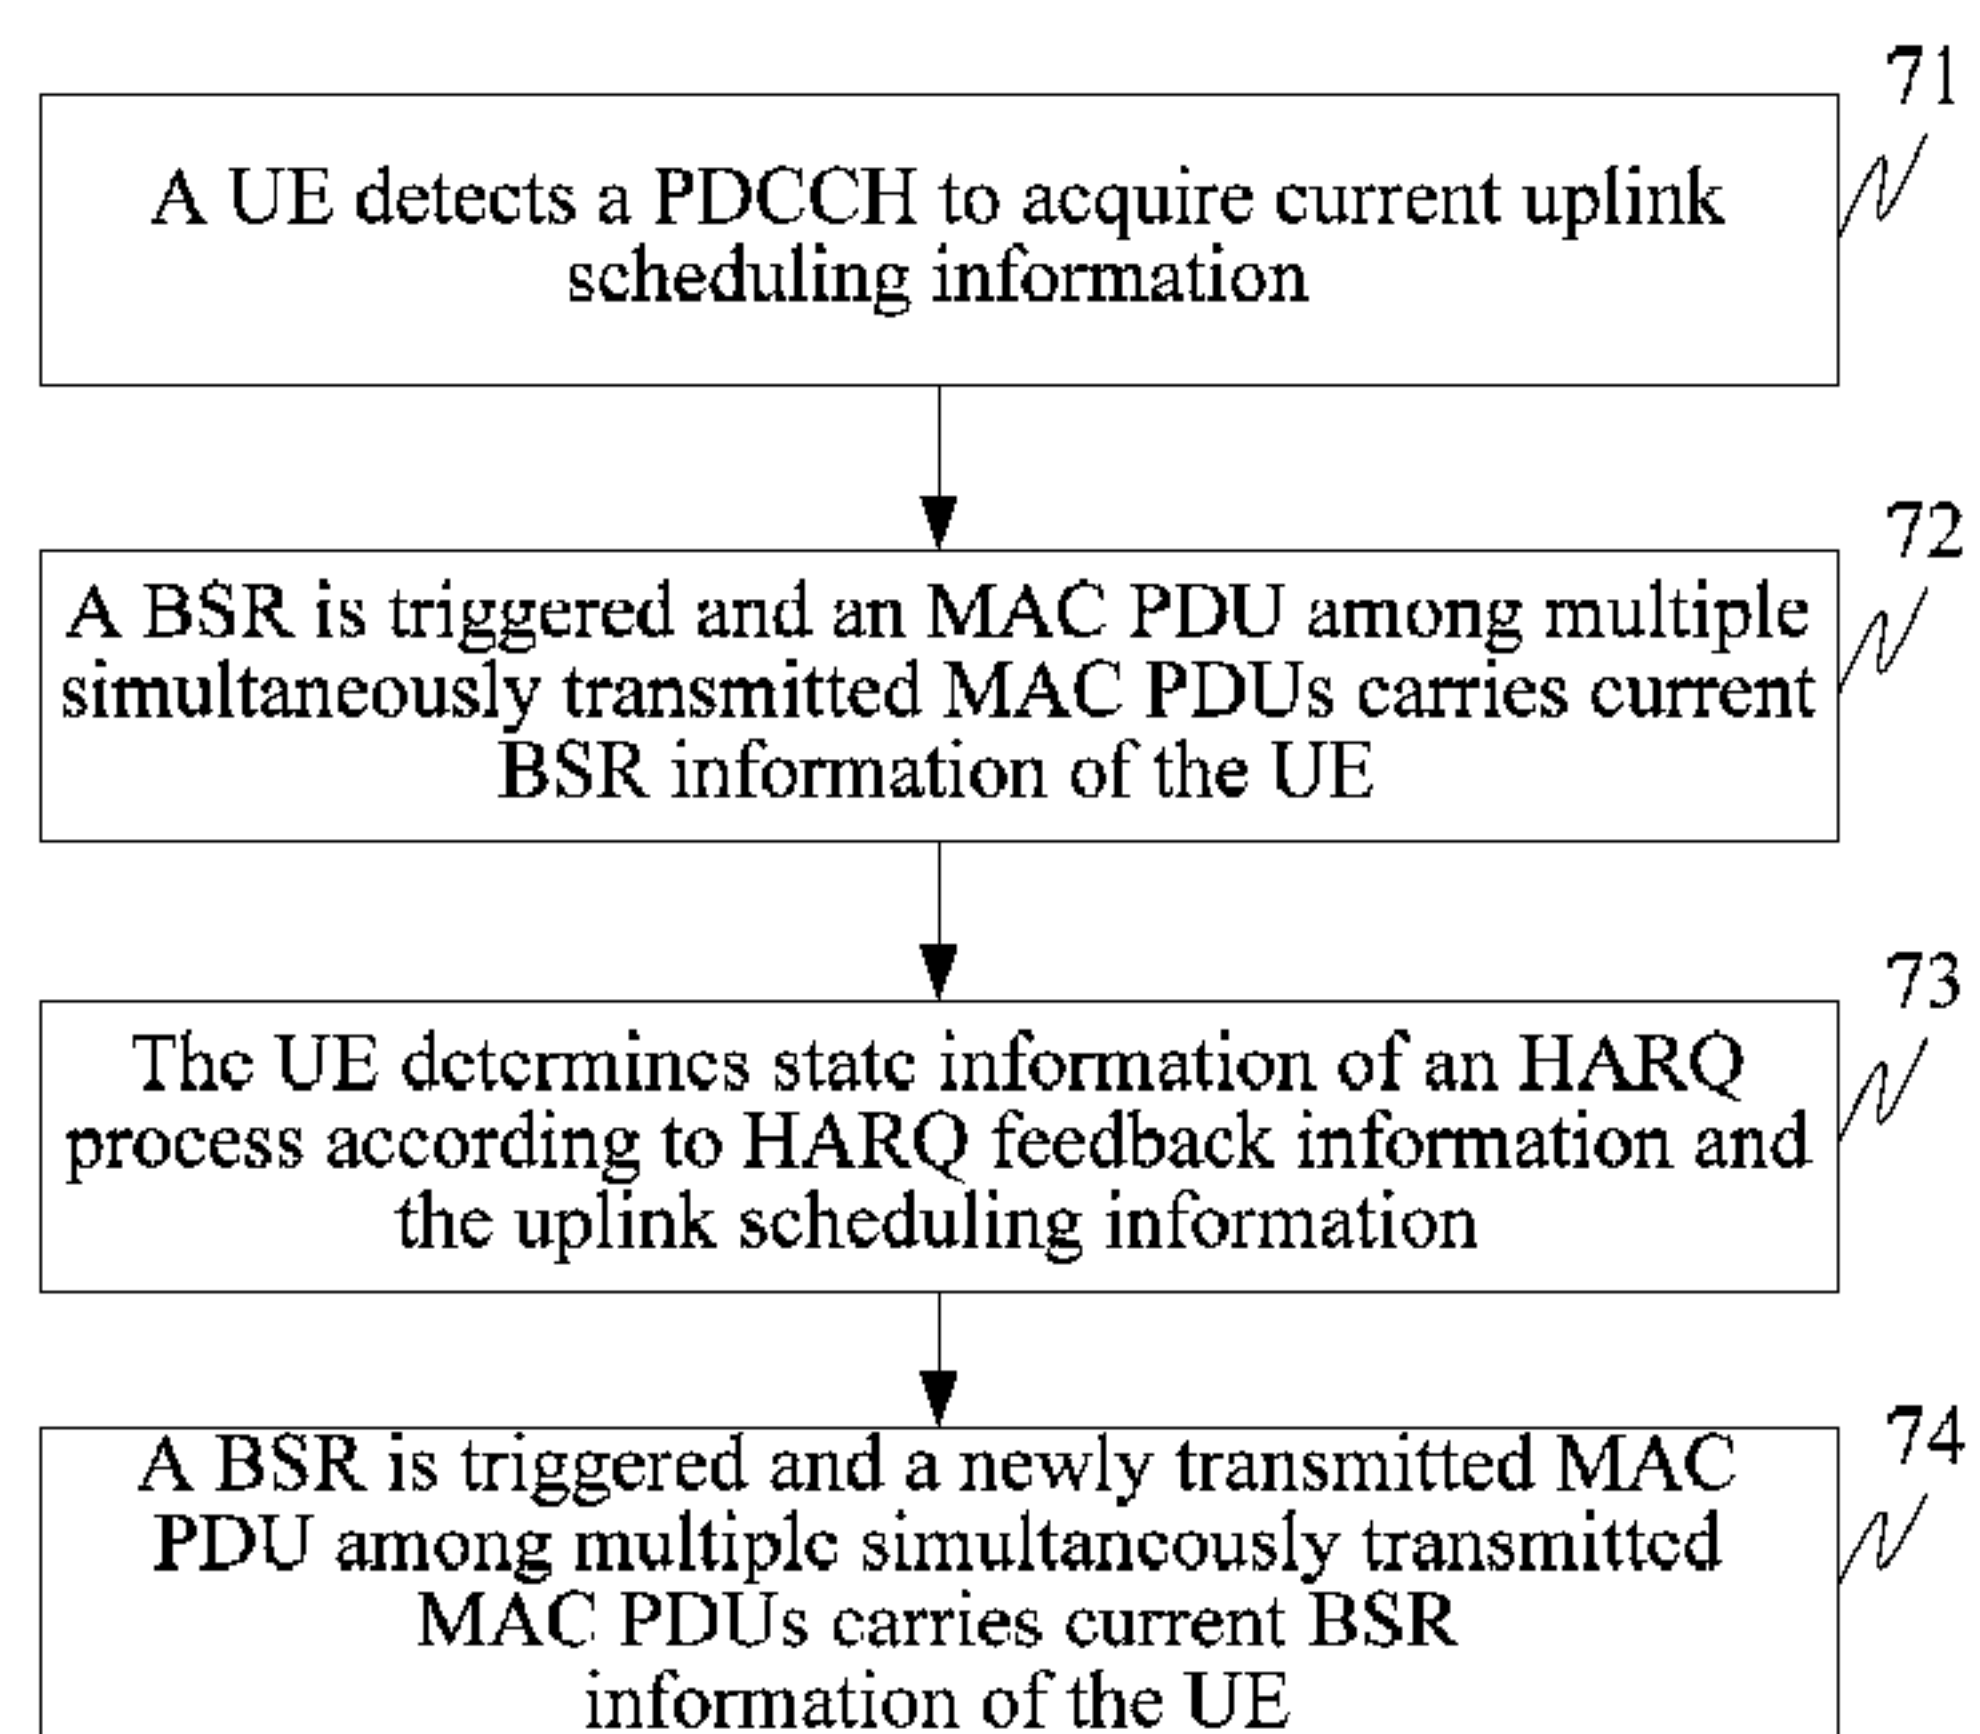 71
A UE detects a PDCCH to acquire current uplink
scheduling information
72
A BSR is triggered and an MAC PDU among multiple
simultaneously transmitted MAC PDUs carries current
BSR information of the UE
73
The UE determines state information of an HARQ
process according to HARQ feedback information and
the uplink scheduling information
74
A BSR is triggered and a newly transmitted MAC
PDU among multiple simultaneously transmitted
MAC PDUs carries current BSR
information of the UE